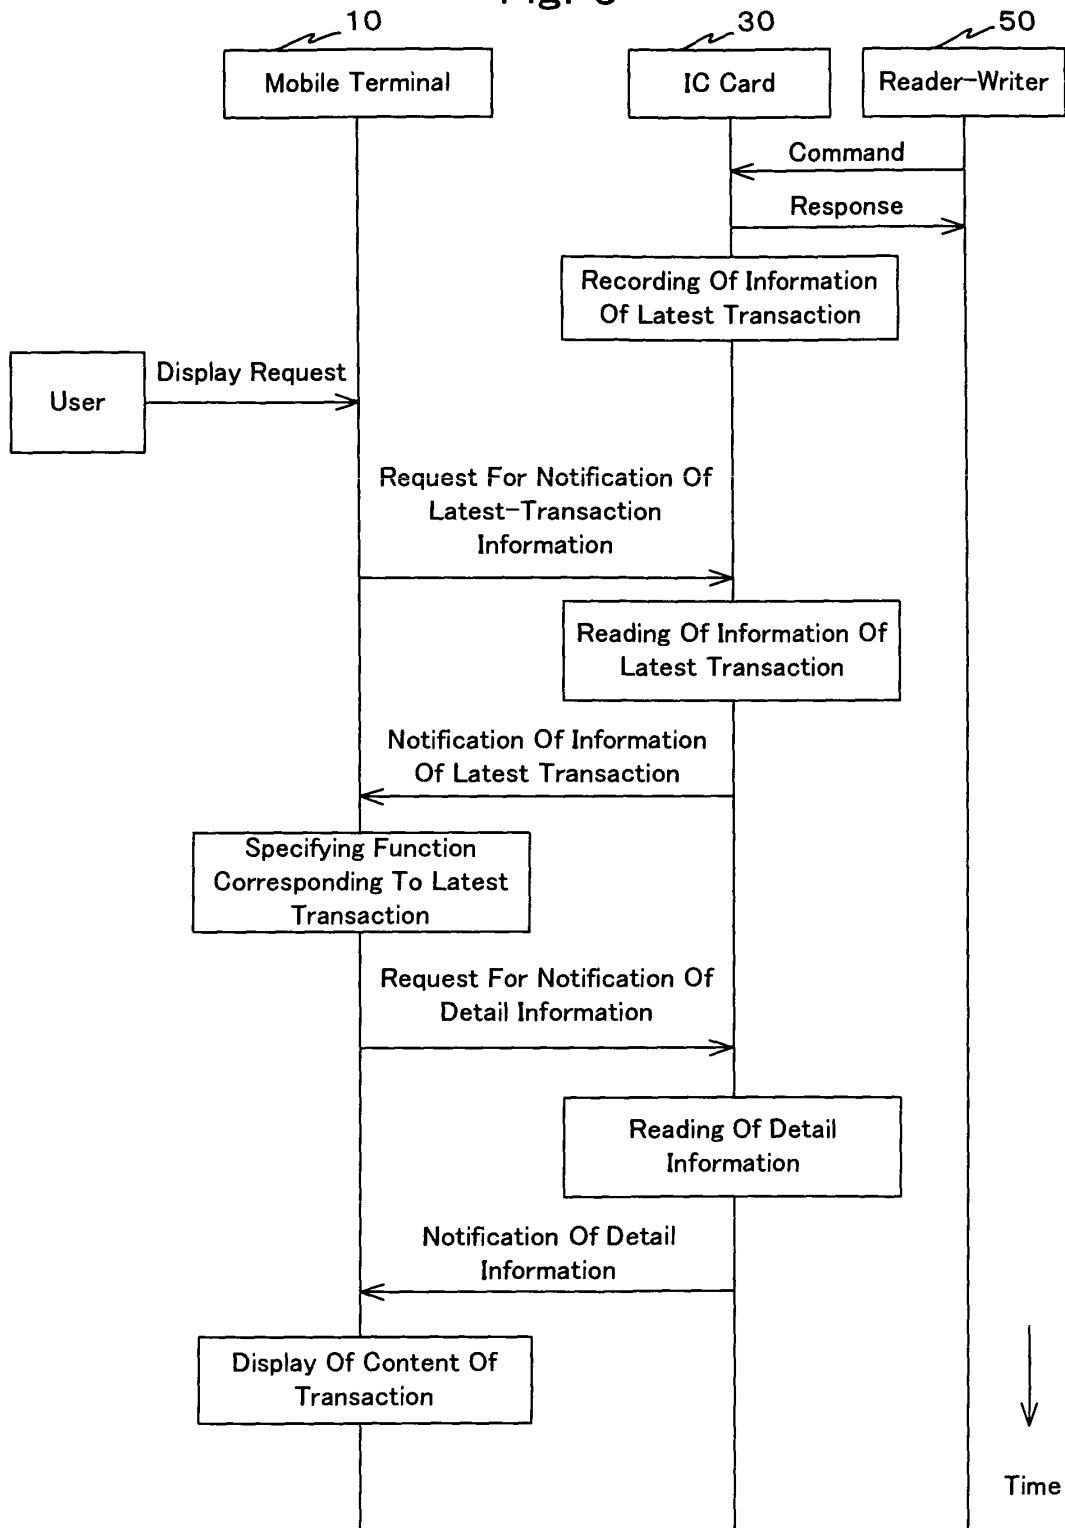 10
30
50
Mobile Terminal
IC Card
Reader-Writer
Command
Response
Recording Of Information
Of Latest Transaction
User
Display Request
Request For Notification Of
Latest-Transaction
Information
Reading Of Information Of
Latest Transaction
Notification Of Information
Of Latest Transaction
Specifying Function
Corresponding To Latest
Transaction
Request For Notification Of
Detail Information
Reading Of Detail
Information
Notification Of Detail
Information
Display Of Content Of
Transaction
Time